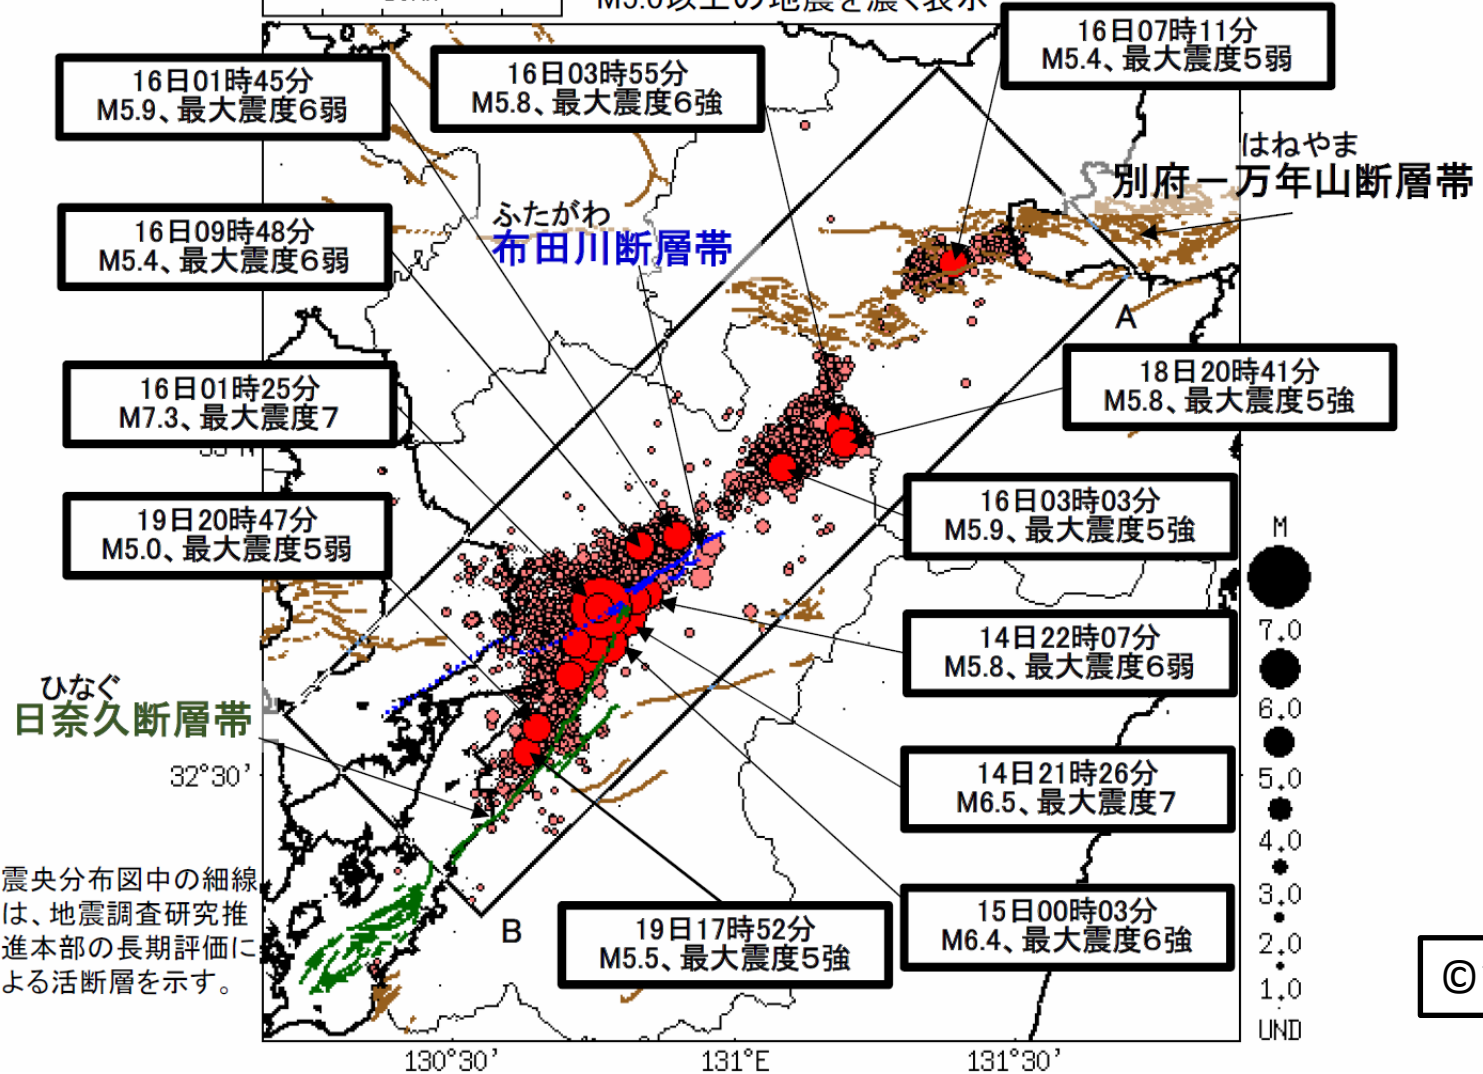 M5.0以上の地震を濃く表示
16日07時11分
M5.4、最大震度5弱
16日01時45分
M5.9、最大震度6弱
16日03時55分
M5.8、最大震度6強
はねやま
別府－万年山断層帯
16日09時48分
M5.4、最大震度6弱
ふたがわ
布田川断層帯
A
16日01時25分
M7.3、最大震度7
18日20時41分
M5.8、最大震度5強
19日20時47分
M5.0、最大震度5弱
16日03時03分
M5.9、最大震度5強
M
7.0
6.0
5.0
4.0
3.0
2.0
1.0
UND
14日22時07分
M5.8、最大震度6弱
ひなぐ
日奈久断層帯
32°30'
14日21時26分
M6.5、最大震度7
震央分布図中の細線
は、地震調査研究推
進本部の長期評価に
よる活断層を示す。
B
19日17時52分
M5.5、最大震度5強
15日00時03分
M6.4、最大震度6強
©
130°30'
131°E
131°30'